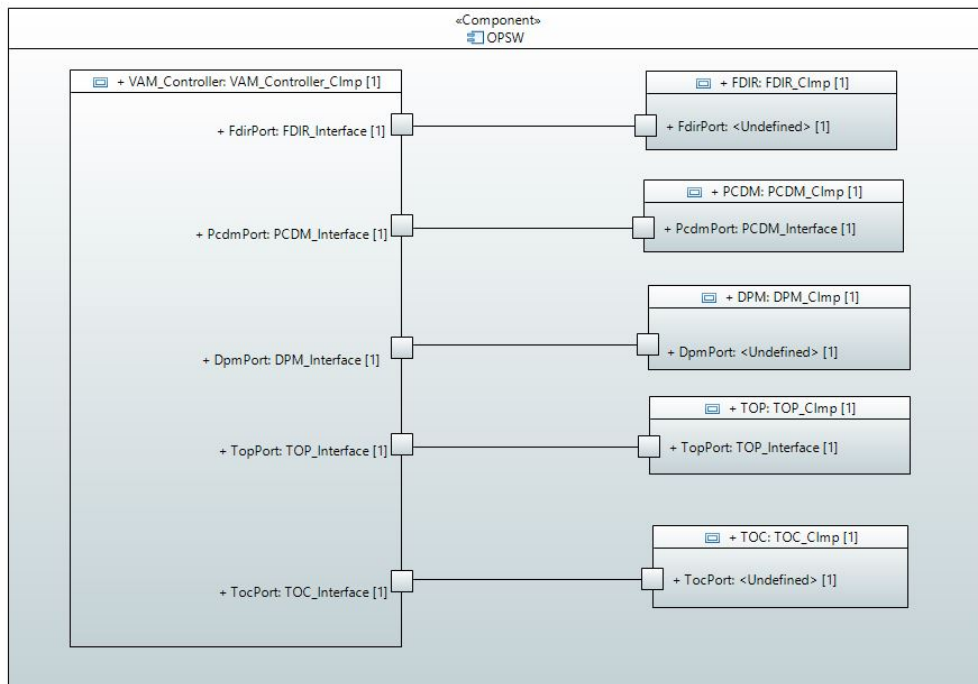 «Component»
OPSW
+ VAM_Controller: VAM_Controller_CImp [1]
+ FDIR: FDIR_CImp [1]
+ FdirPort: FDIR_Interface [1]
+ FdirPort: <Undefined> [1]
+ PCDM: PCDM_CImp [1]
+ PcdmPort: PCDM_Interface [1]
+ PcdmPort: PCDM_Interface [1]
+ DPM: DPM_CImp [1]
+ DpmPort: DPM_Interface [1]
+ DpmPort: <Undefined> [1]
+ TOP: TOP_CImp [1]
+ TopPort: TOP_Interface [1]
+ TopPort: TOP_Interface [1]
+ TOC: TOC_CImp [1]
+ TocPort: TOC_Interface [1]
+ TocPort: <Undefined> [1]